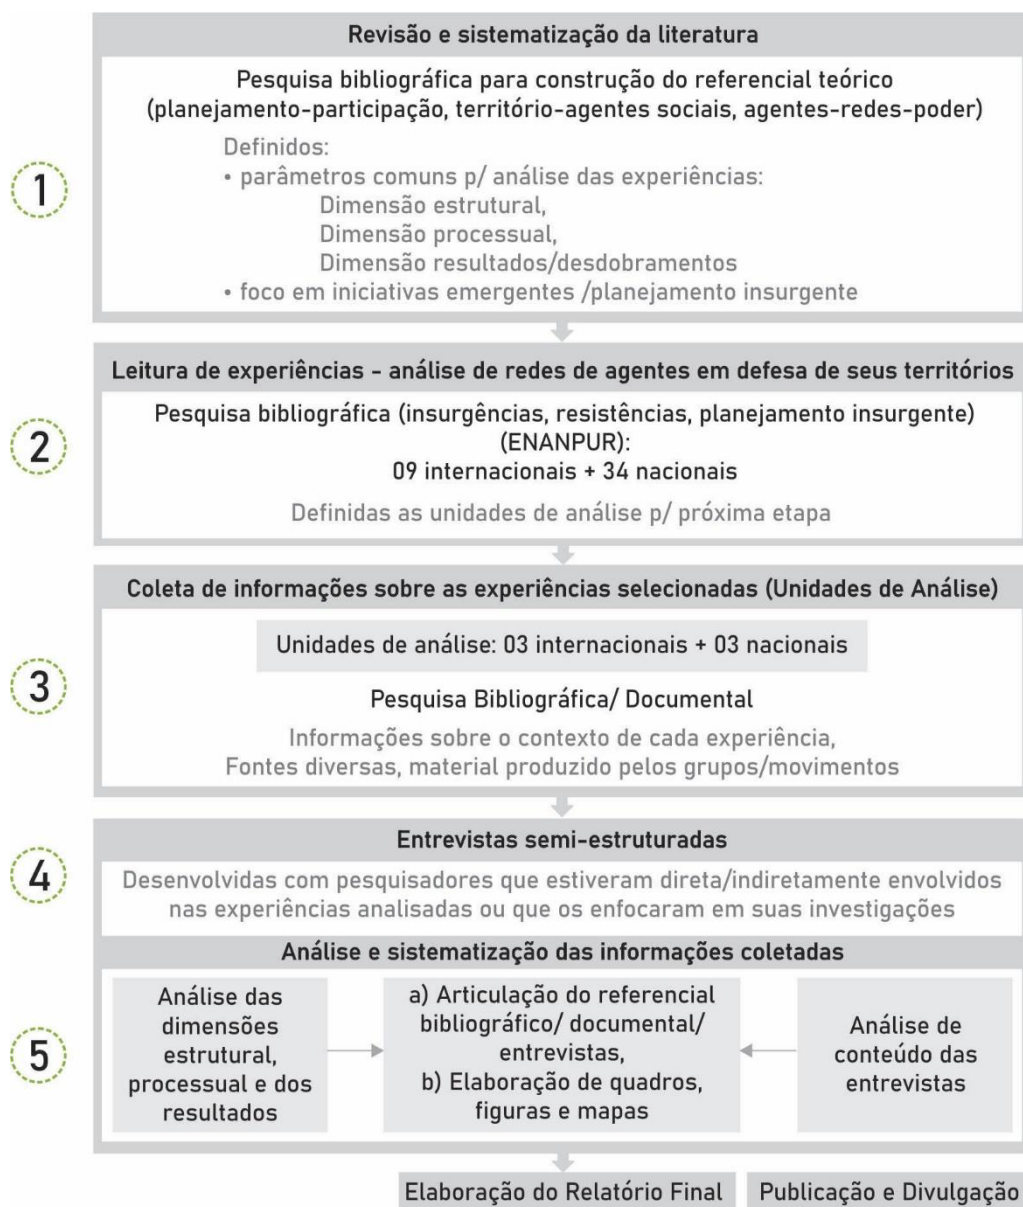 Revisão e sistematização da literatura
Pesquisa bibliográfica para construção do referencial teórico
(planejamento-participação, território-agentes sociais, agentes-redes-poder)
Definidos:
• parâmetros comuns p/ análise das experiências:
Dimensão estrutural,
Dimensão processual,
Dimensão resultados/desdobramentos
• foco em iniciativas emergentes /planejamento insurgente
1
Leitura de experiências - análise de redes de agentes em defesa de seus territórios
Pesquisa bibliográfica (insurgências, resistências, planejamento insurgente)
(ENANPUR):
09 internacionais + 34 nacionais
Definidas as unidades de análise p/ próxima etapa
2
Coleta de informações sobre as experiências selecionadas (Unidades de Análise)
Unidades de análise: 03 internacionais + 03 nacionais
Pesquisa Bibliográfica/ Documental
Informações sobre o contexto de cada experiência,
Fontes diversas, material produzido pelos grupos/movimentos
3
Entrevistas semi-estruturadas
Desenvolvidas com pesquisadores que estiveram direta/indiretamente envolvidos
nas experiências analisadas ou que os enfocaram em suas investigações
4
Análise e sistematização das informações coletadas
Análise das
dimensões
estrutural,
processual e dos
resultados
a) Articulação do referencial
bibliográfico/ documental/
entrevistas,
b) Elaboração de quadros,
figuras e mapas
Análise de
conteúdo das
entrevistas
5
Elaboração do Relatório Final
Publicação e Divulgação